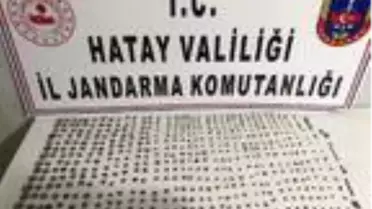 T.C.
HATAY VALİLİĞİ
İL JANDARMA KOMUTANLIĞI